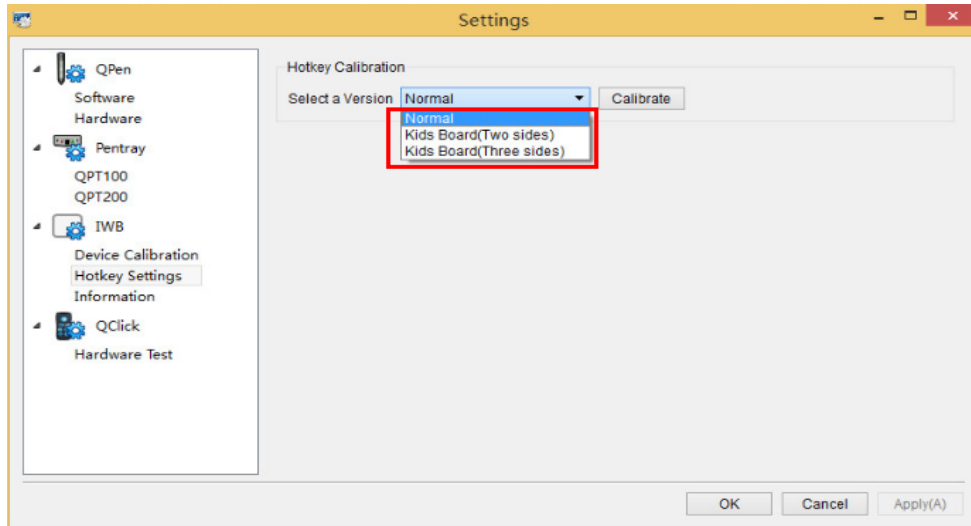 Settings
QPen
Software
Hardware
Pentray
QPT100
QPT200
IWB
Device Calibration
Hotkey Settings
Information
QClick
Hardware Test
Hotkey Calibration
Select a Version Normal Calibrate
Normal
Kids Board(Two sides)
Kids Board(Three sides)
OK Cancel Apply(A)